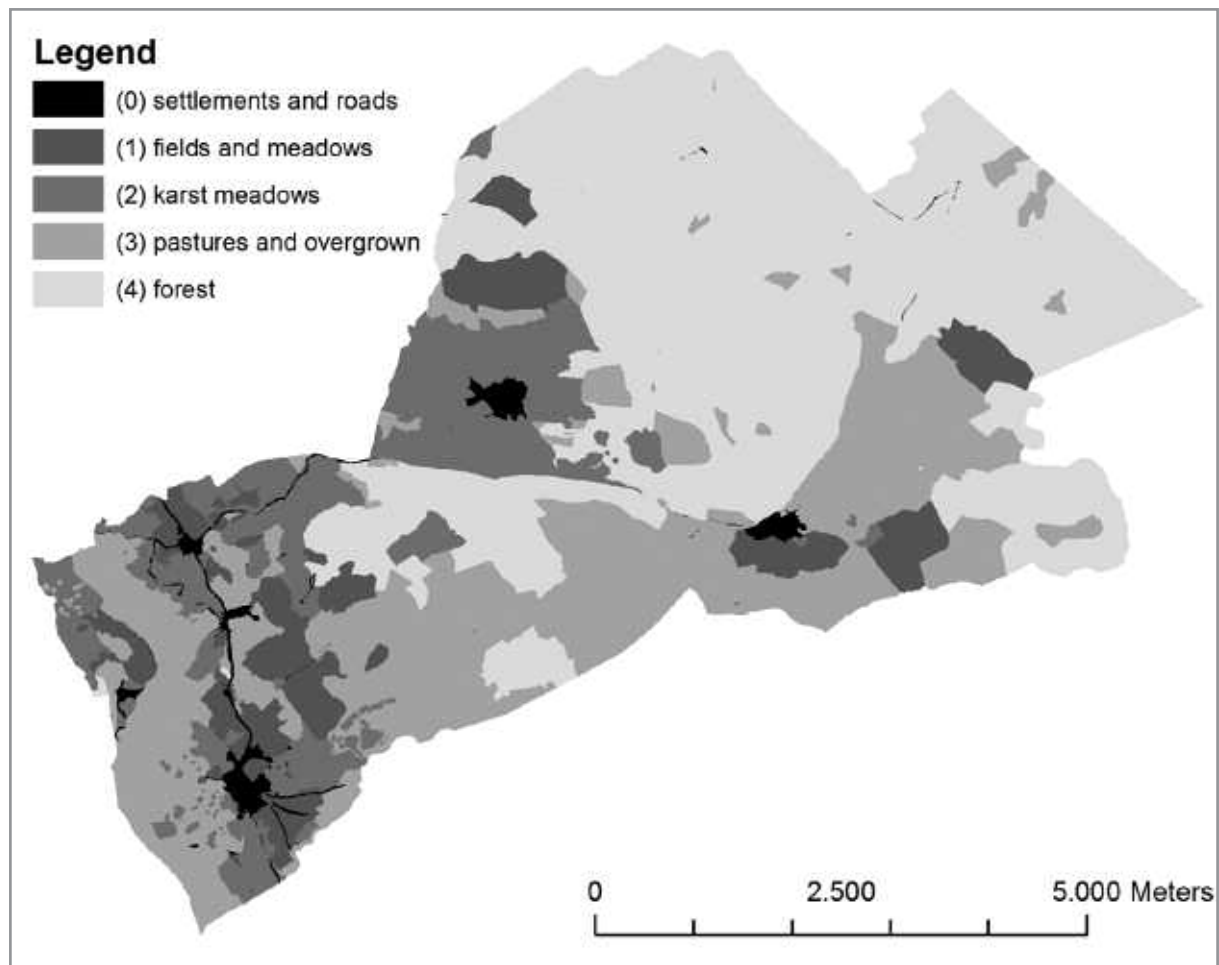 Legend
(0) settlements and roads
(1) fields and meadows
(2) karst meadows
(3) pastures and overgrown
(4) forest
0 2.500 5.000 Meters